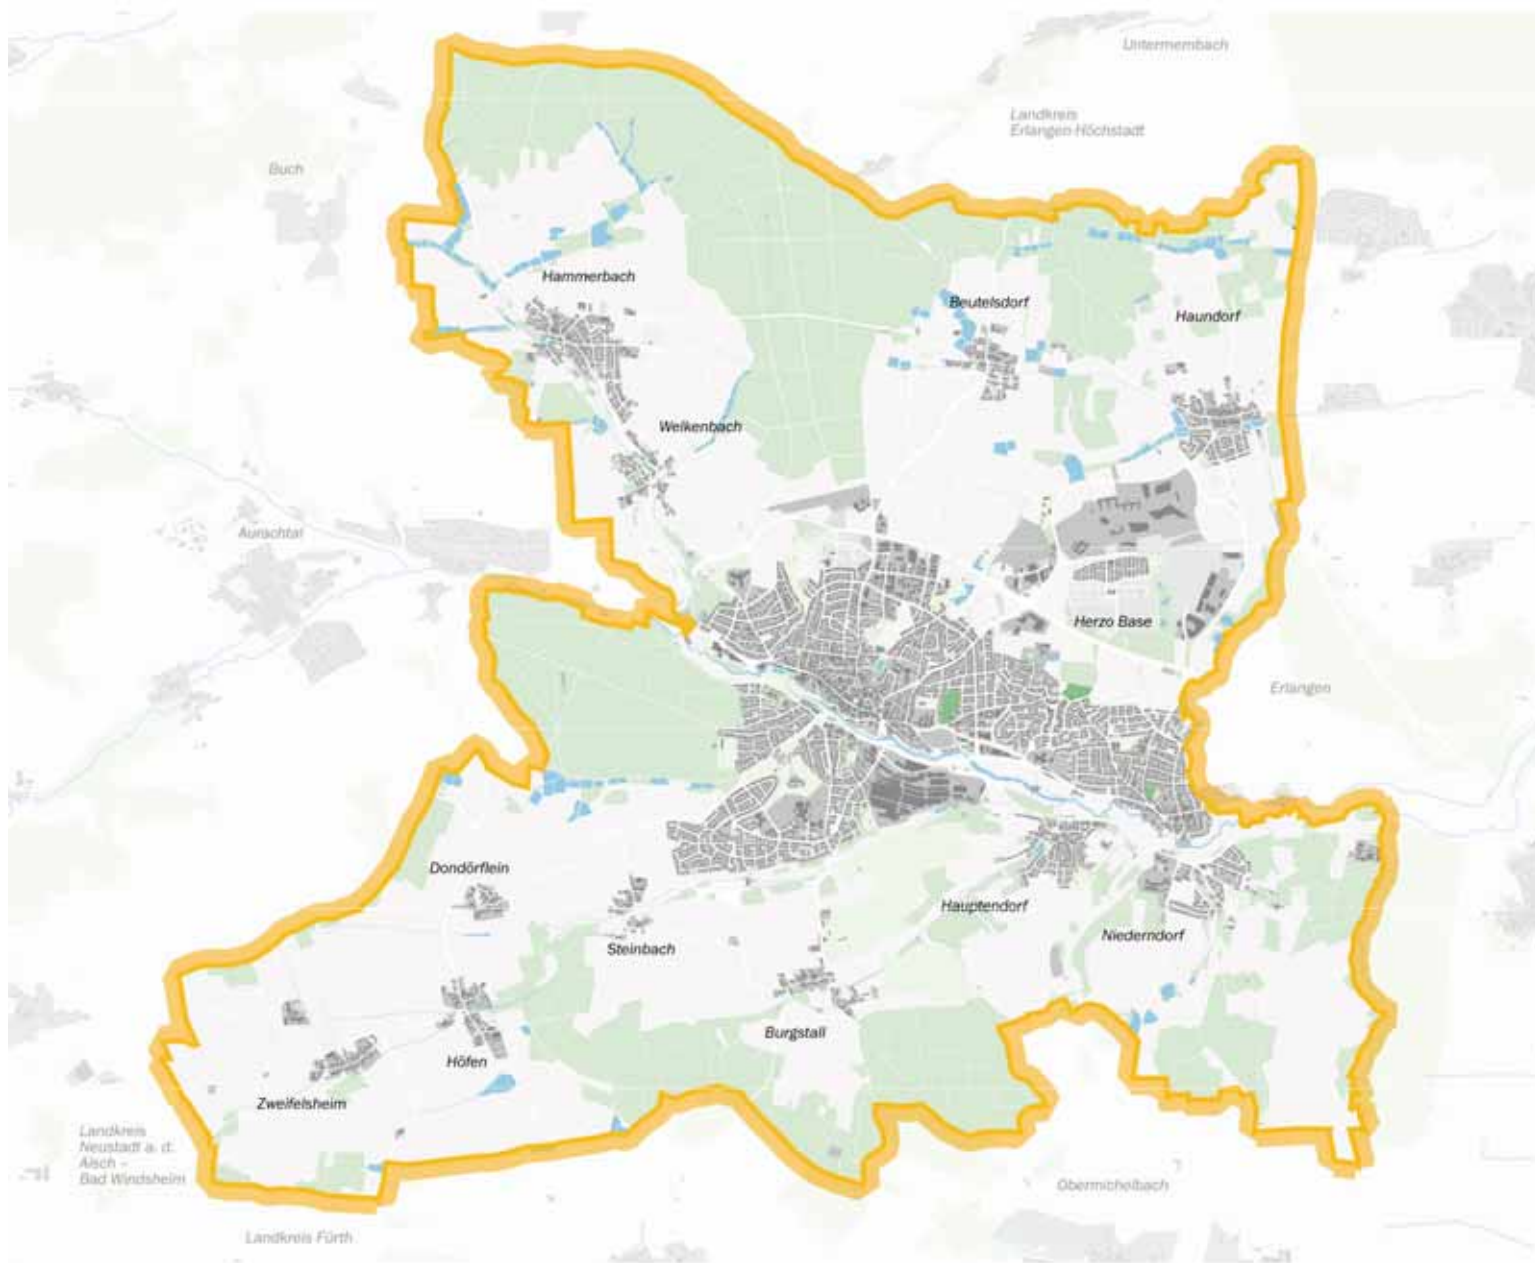 Untermembach
Landkreis
Erlangen-Höchstadt
Buch
Hammerbach
Beutelsdorf
Haundorf
Welkenbach
Aurachtal
Herzo Base
Erlangen
Dondörflein
Hauptendorf
Niederndorf
Steinbach
Burgstall
Höfen
Zweifelsheim
Landkreis
Neustadt a. d.
Aisch –
Bad Windsheim
Obermichelbach
Landkreis Fürth